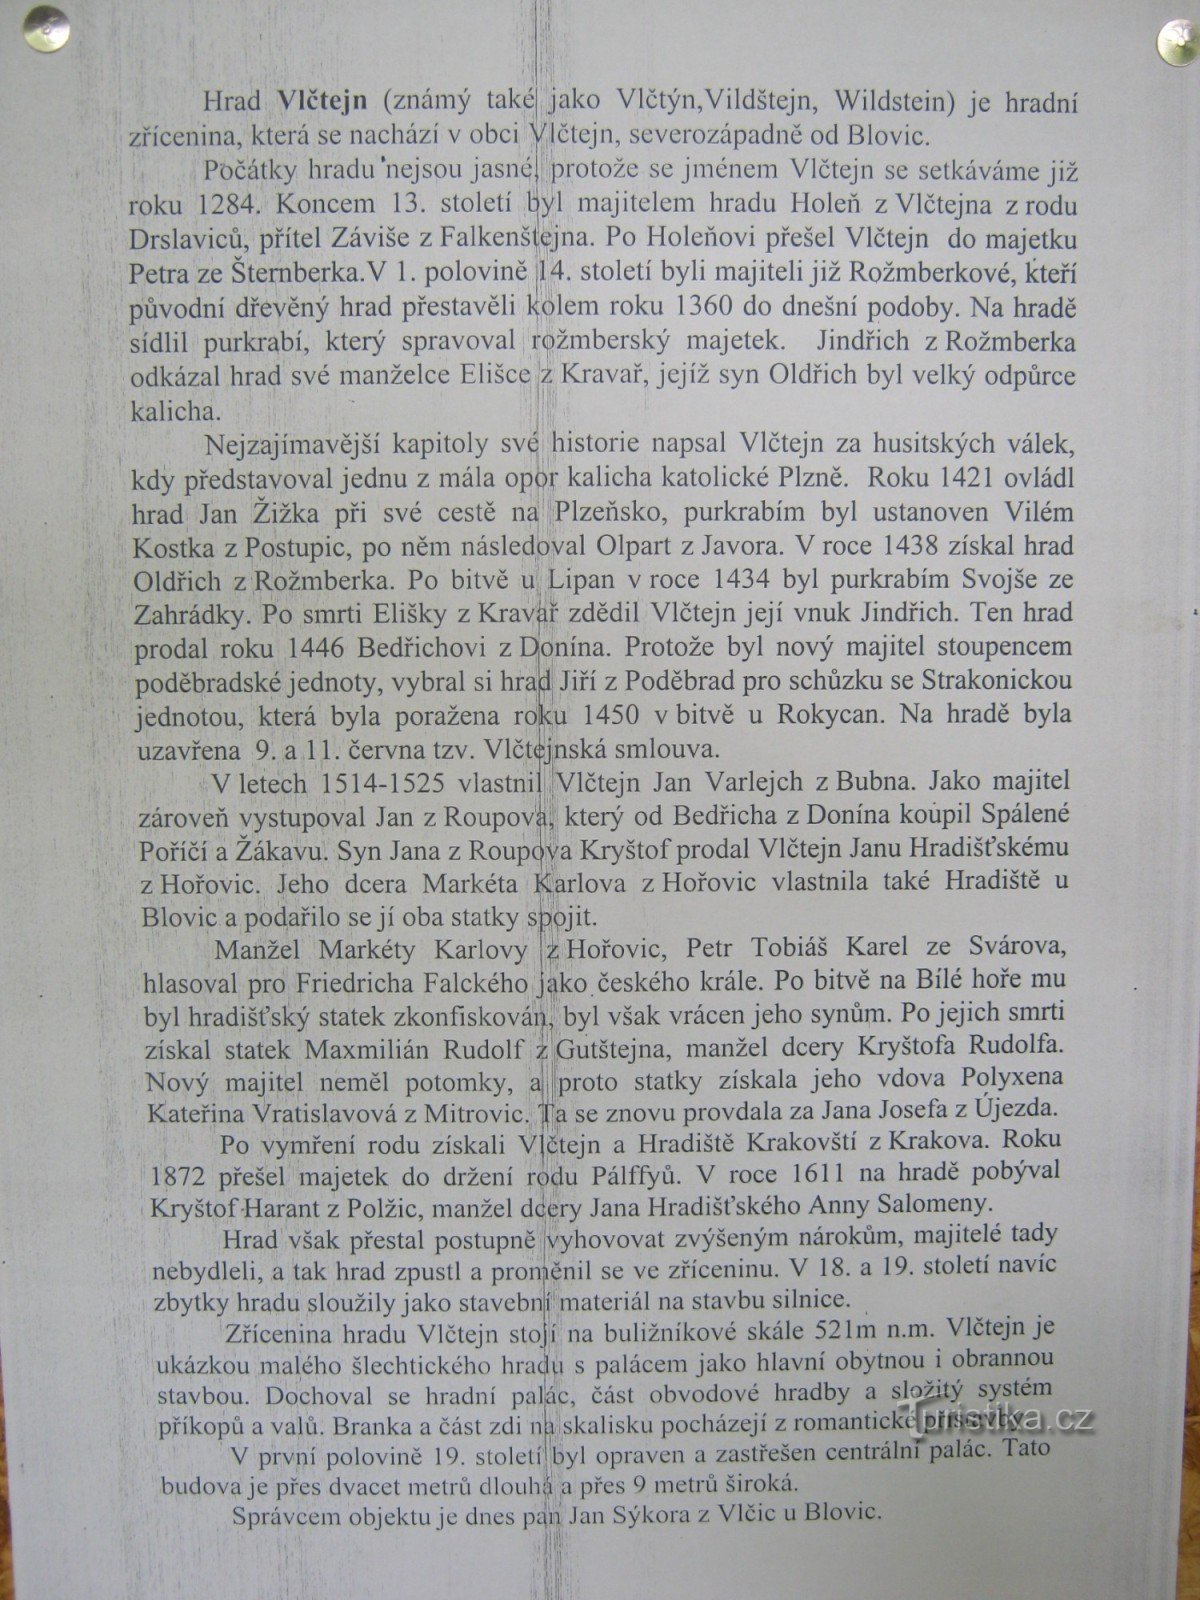 Hrad Vlčtejn (známý také jako Vlčtýn,Vildštejn, Wildstein) je hradní
zřícenina, která se nachází v obci Vlčtejn, severozápadně od Blovic.
Počátky hradu nejsou jasné, protože se jménem Vlčtejn se setkáváme již
roku 1284. Koncem 13. století byl majitelem hradu Holeň z Vlčtejna z rodu
Drslaviců, přítel Záviše z Falkenštejna. Po Holeňovi přešel Vlčtejn do majetku
Petra ze Šternberka.V 1. polovině 14. století byli majiteli již Rožmberkové, kteří
původní dřevěný hrad přestavěli kolem roku 1360 do dnešní podoby. Na hradě
sídlil purkrabí, který spravoval rožmberský majetek. Jindřich z Rožmberka
odkázal hrad své manželce Elišce z Kravař, jejíž syn Oldřich byl velký odpůrce
kalicha.
Nejzajímavější kapitoly své historie napsal Vlčtejn za husitských válek,
kdy představoval jednu z mála opor kalicha katolické Plzně. Roku 1421 ovládl
hrad Jan Žižka při své cestě na Plzeňsko, purkrabím byl ustanoven Vilém
Kostka z Postupic, po něm následoval Olpart z Javora. V roce 1438 získal hrad
Oldřich z Rožmberka. Po bitvě u Lipan v roce 1434 byl purkrabím Svojše ze
Zahrádky. Po smrti Elišky z Kravař zdědil Vlčtejn její vnuk Jindřich. Ten hrad
prodal roku 1446 Bedřichovi z Donína. Protože byl nový majitel stoupencem
poděbradské jednoty, vybral si hrad Jiří z Poděbrad pro schůzku se Strakonickou
jednotou, která byla poražena roku 1450 v bitvě u Rokycan. Na hradě byla
uzavřena 9. a 11. června tzv. Vlčtejnská smlouva.
V letech 1514-1525 vlastnil Vlčtejn Jan Varlejch z Bubna. Jako majitel
zároveň vystupoval Jan z Roupova, který od Bedřicha z Donína koupil Spálené
Poříčí a Žákavu. Syn Jana z Roupova Kryštof prodal Vlčtejn Janu Hradišťskému
z Hořovic. Jeho dcera Markéta Karlova z Hořovic vlastnila také Hradiště u
Blovic a podařilo se jí oba statky spojit.
Manžel Markéty Karlovy z Hořovic, Petr Tobiáš Karel ze Svárova,
hlasoval pro Friedricha Falckého jako českého krále. Po bitvě na Bílé hoře mu
byl hradišťský statek zkonfiskován, byl však vrácen jeho synům. Po jejich smrti
získal statek Maxmilián Rudolf z Gutštejna, manžel dcery Kryštofa Rudolfa.
Nový majitel neměl potomky, a proto statky získala jeho vdova Polyxena
Kateřina Vratislavová z Mitrovic. Ta se znovu provdala za Jana Josefa z Újezda.
Po vymření rodu získali Vlčtejn a Hradiště Krakovští z Krakova. Roku
1872 přešel majetek do držení rodu Pálffyů. V roce 1611 na hradě pobýval
Kryštof Harant z Polžic, manžel dcery Jana Hradišťského Anny Salomeny.
Hrad však přestal postupně vyhovovat zvýšeným nárokům, majitelé tady
nebydleli, a tak hrad zpustl a proměnil se ve zříceninu. V 18. a 19. století navíc
zbytky hradu sloužily jako stavební materiál na stavbu silnice.
Zřícenina hradu Vlčtejn stojí na buližníkové skále 521m n.m. Vlčtejn je
ukázkou malého šlechtického hradu s palácem jako hlavní obytnou i obrannou
stavbou. Dochoval se hradní palác, část obvodové hradby a složitý systém
příkopů a valů. Branka a část zdi na skalisku pocházejí z romantické přístavby.
V první polovině 19. století byl opraven a zastřešen centrální palác. Tato
budova je přes dvacet metrů dlouhá a přes 9 metrů široká.
Správcem objektu je dnes pan Jan Sýkora z Vlčic u Blovic.
Turistika.cz